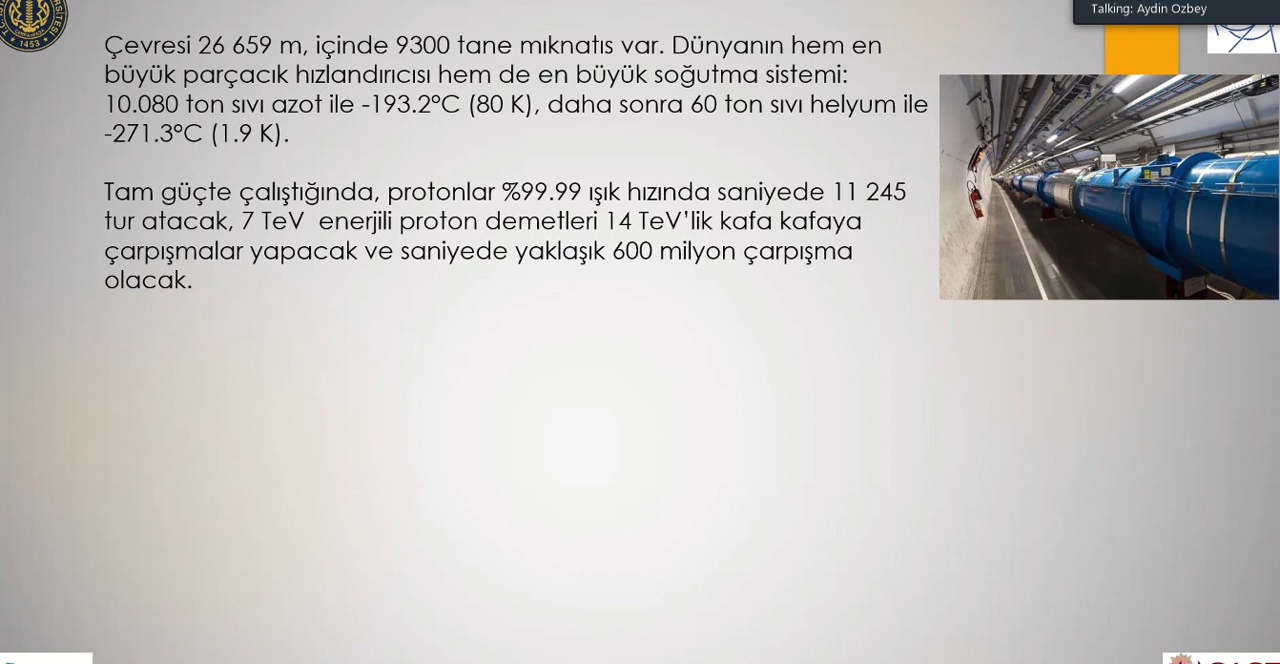 Talking: Aydin Ozbey
Çevresi 26 659 m, içinde 9300 tane mıknatıs var. Dünyanın hem en
büyük parçacık hızlandırıcısı hem de en büyük soğutma sistemi:
10.080 ton sıvı azot ile -193.2°C (80 K), daha sonra 60 ton sıvı helyum ile
-271.3°C (1.9 K).
Tam güçte çalıştığında, protonlar %99.99 ışık hızında saniyede 11 245
tur atacak, 7 TeV  enerjili proton demetleri 14 TeV’lik kafa kafaya
çarpışmalar yapacak ve saniyede yaklaşık 600 milyon çarpışma
olacak.
1453